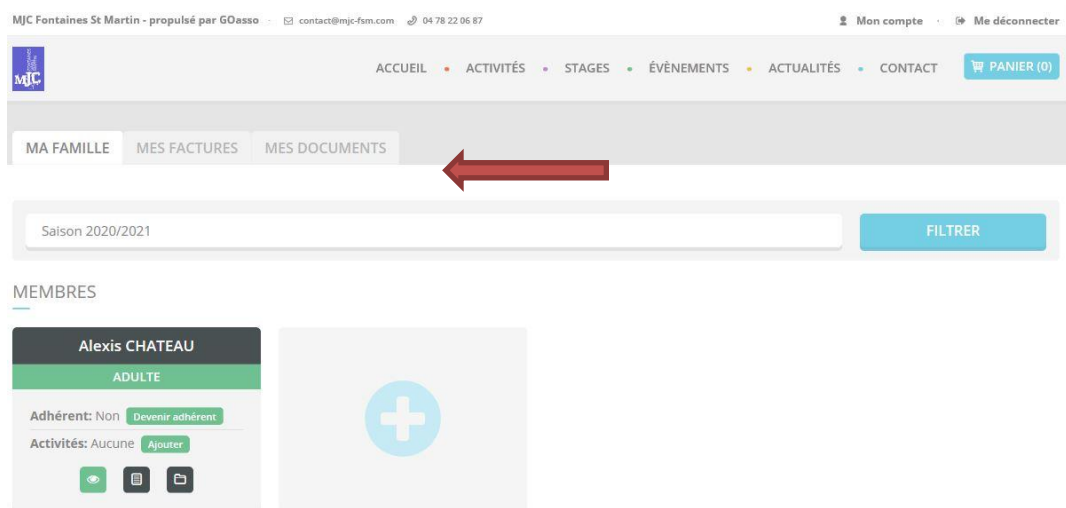 MJC Fontaines St Martin - propulsé par GOasso · contact@mjc-fsm.com 04 78 22 06 87 Mon compte · Me déconnecter
MJC ACCUEIL • ACTIVITÉS • STAGES • ÉVÈNEMENTS • ACTUALITÉS • CONTACT PANIER (0)
MA FAMILLE MES FACTURES MES DOCUMENTS
Saison 2020/2021 FILTRER
MEMBRES
Alexis CHATEAU
ADULTE
Adhérent: Non Devenir adhérent
Activités: Aucune Ajouter